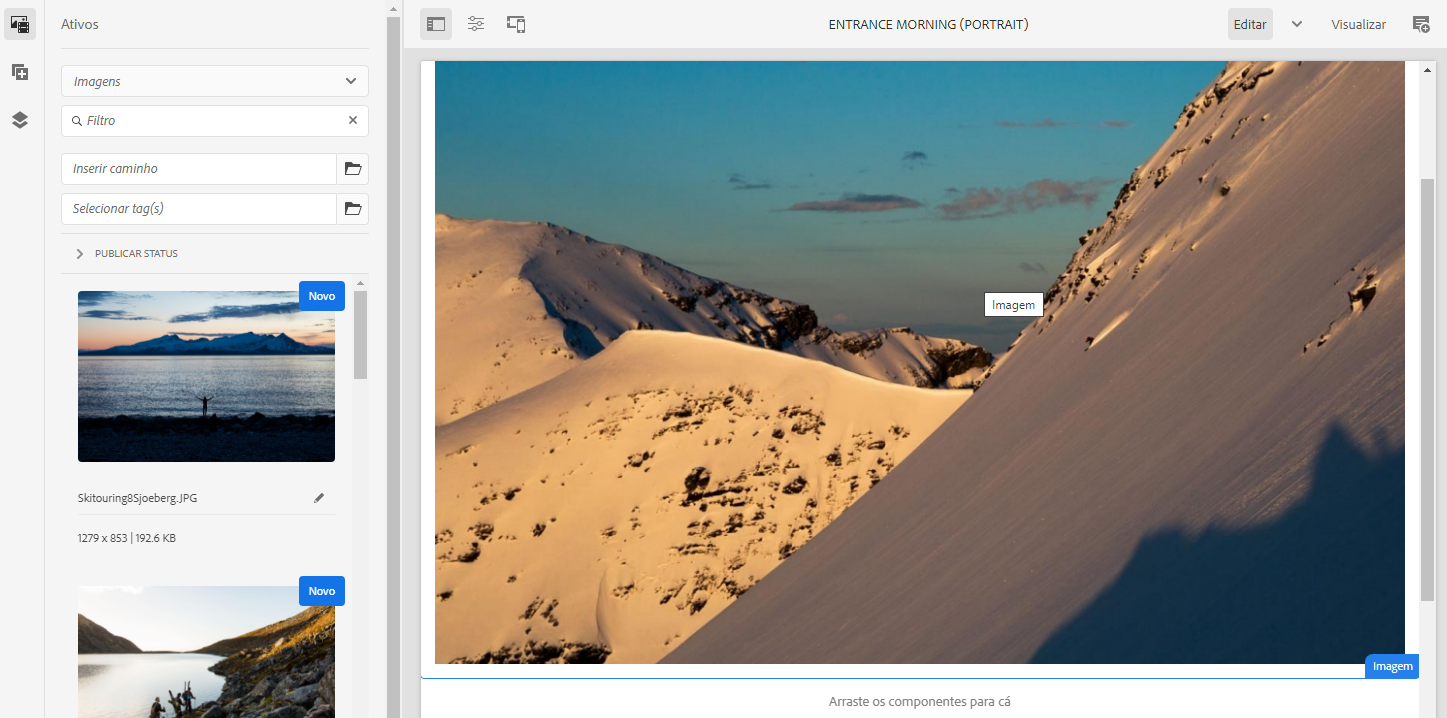 Ativos
ENTRANCE MORNING (PORTRAIT)
Editar
Visualizar
Imagens
Filtro
Inserir caminho
Selecionar tag(s)
PUBLICAR STATUS
Novo
Imagem
Skitouring8Sjoeberg.JPG
1279 x 853 | 192.6 KB
Novo
Imagem
Arraste os componentes para cá